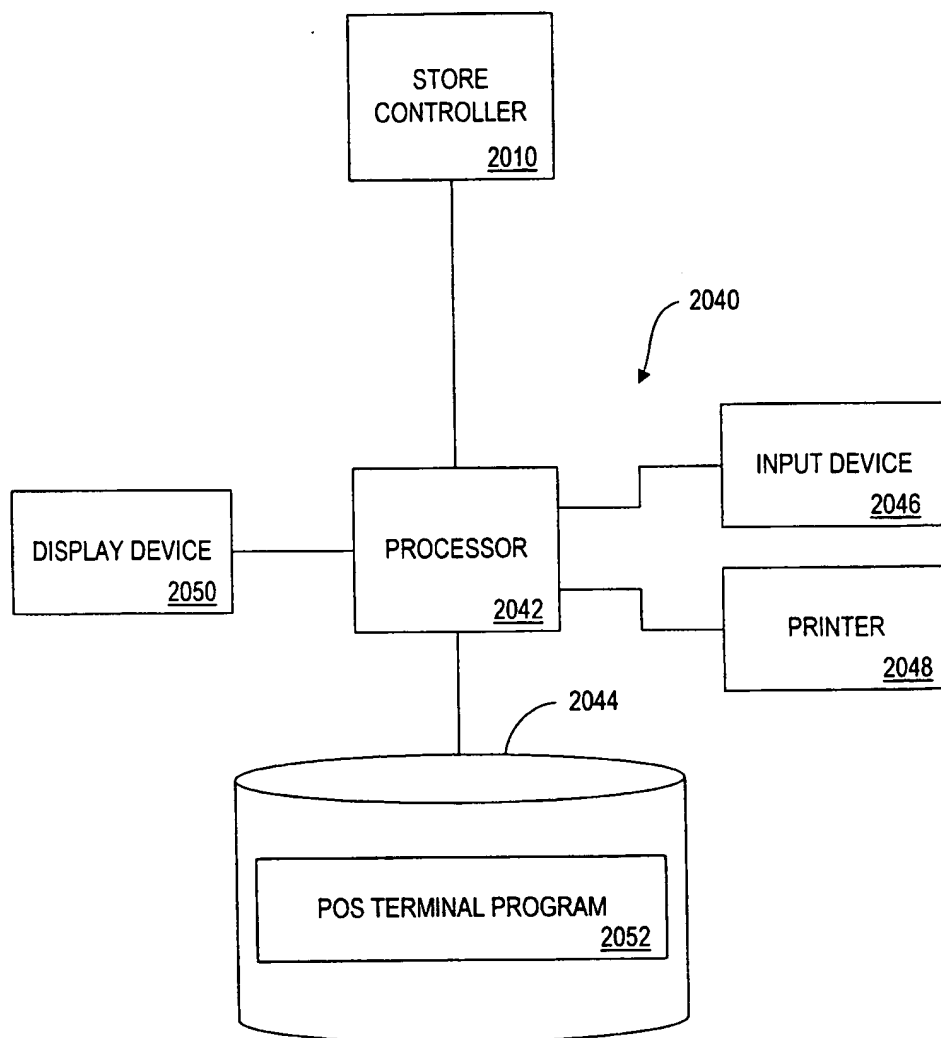 STORE
CONTROLLER
2010
2040
INPUT DEVICE
2046
DISPLAY DEVICE
2050
PROCESSOR
2042
PRINTER
2048
2044
POS TERMINAL PROGRAM
2052